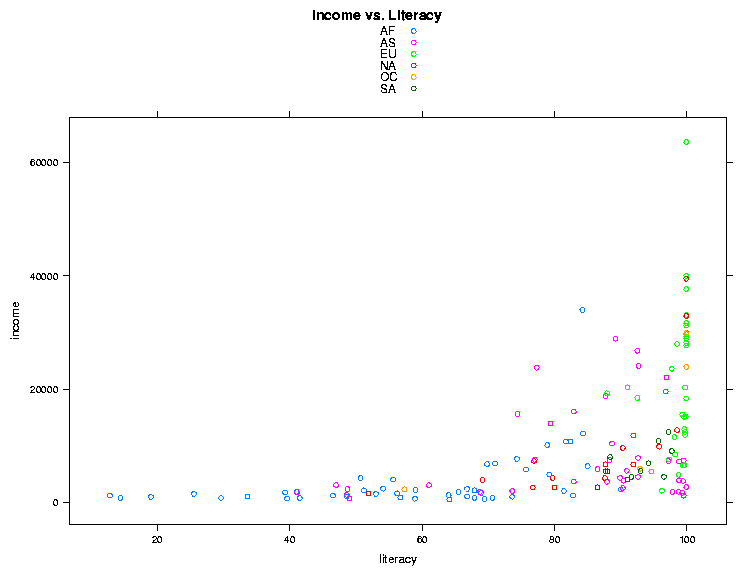 Income vs. Literacy
AF
AS
EU
NA
OC
SA
60000
40000
20000
0
income
20
40
60
80
100
literacy